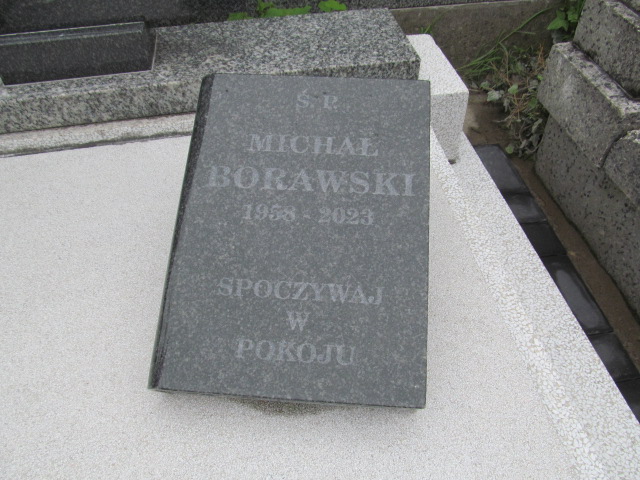 Ś. P.
MICHAŁ
BORAWSKI
1958 - 2023
SPOCZYWAJ
W
POKOJU